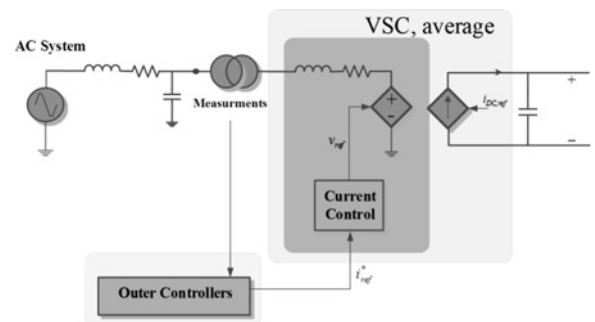 VSC, average
AC System
Measurments
+
-
+
-
i_DC,ref
v_ref
Current
Control
Outer Controllers
i*_ref